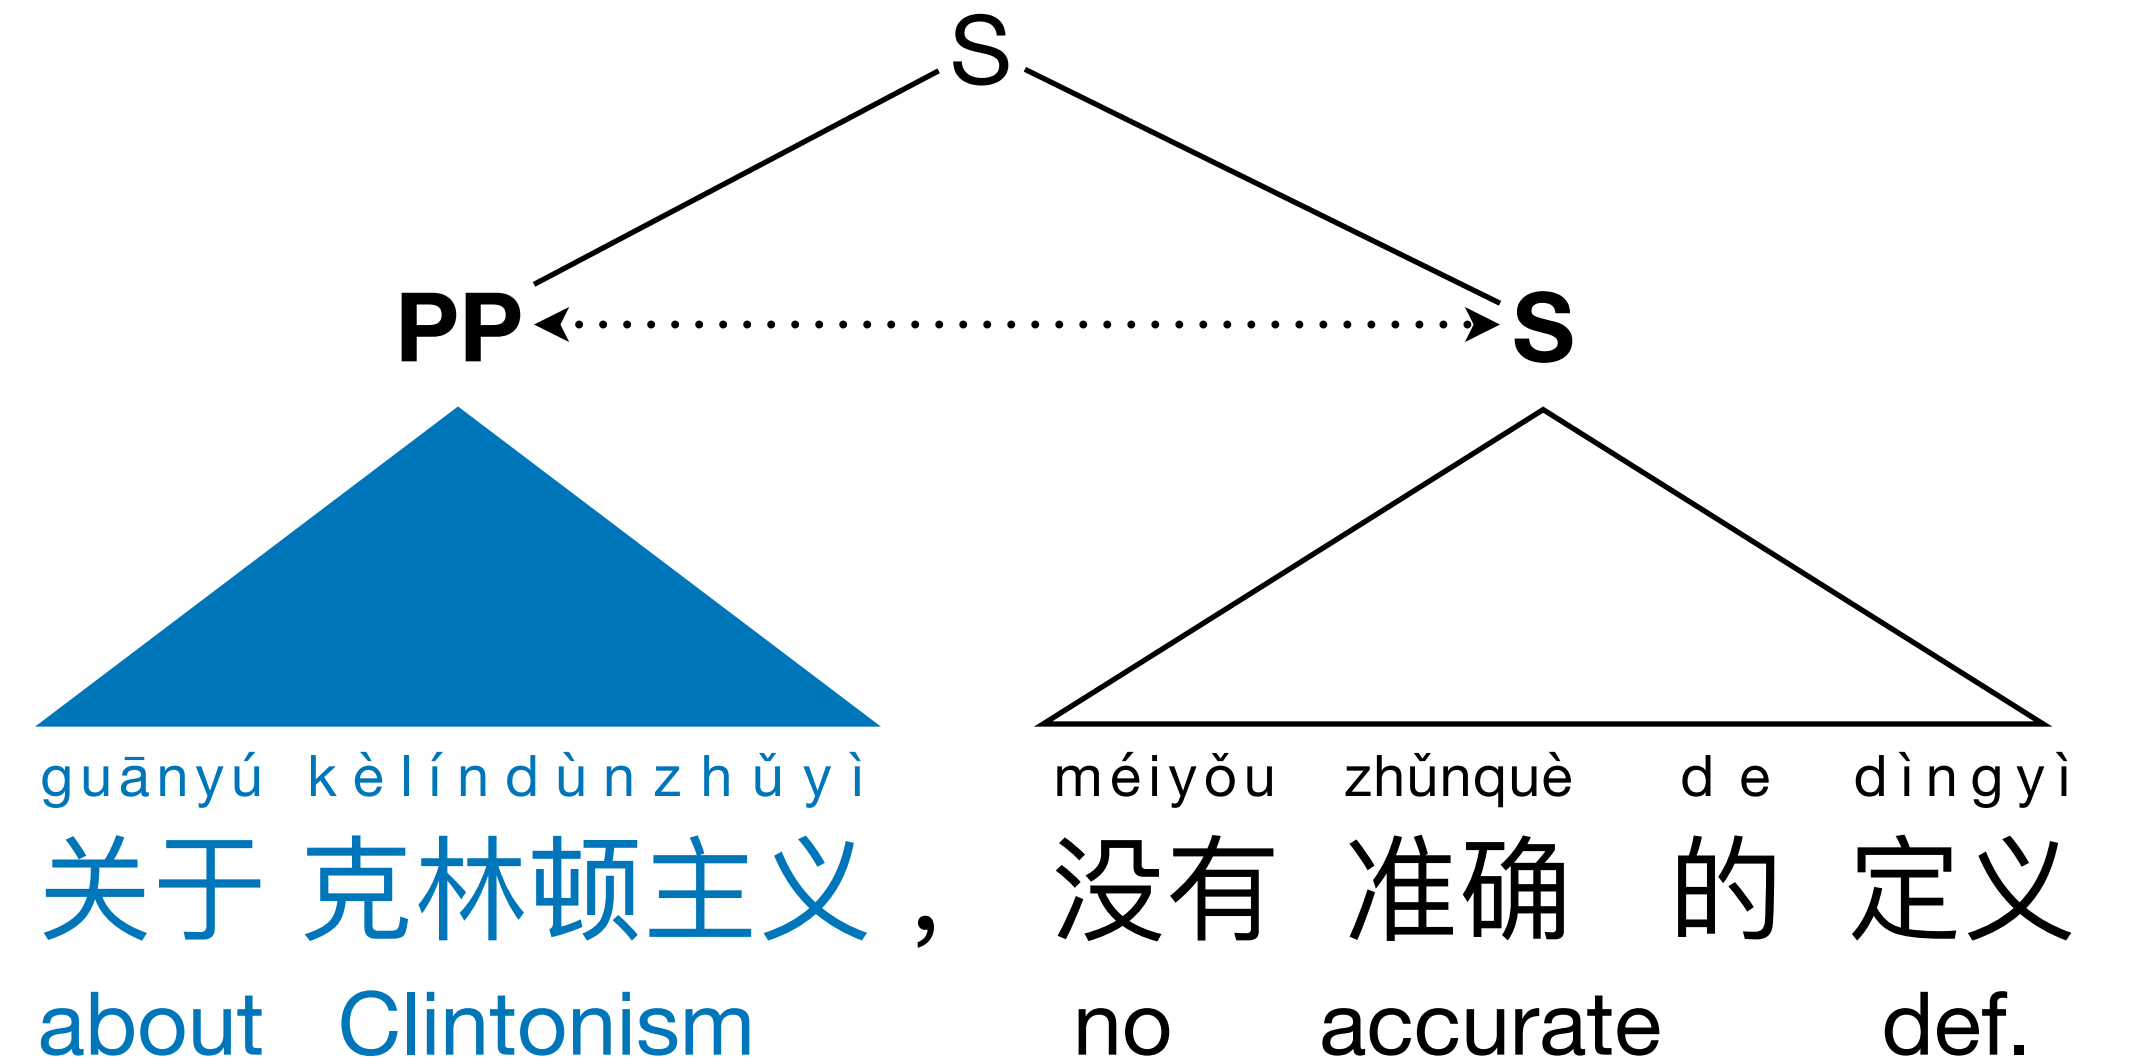 S
PP S
guānyú kèlíndùnzhǔyì méiyǒu zhǔnquè de dìngyì
关于 克林顿主义 , 没有 准确 的 定义
about Clintonism no accurate def.